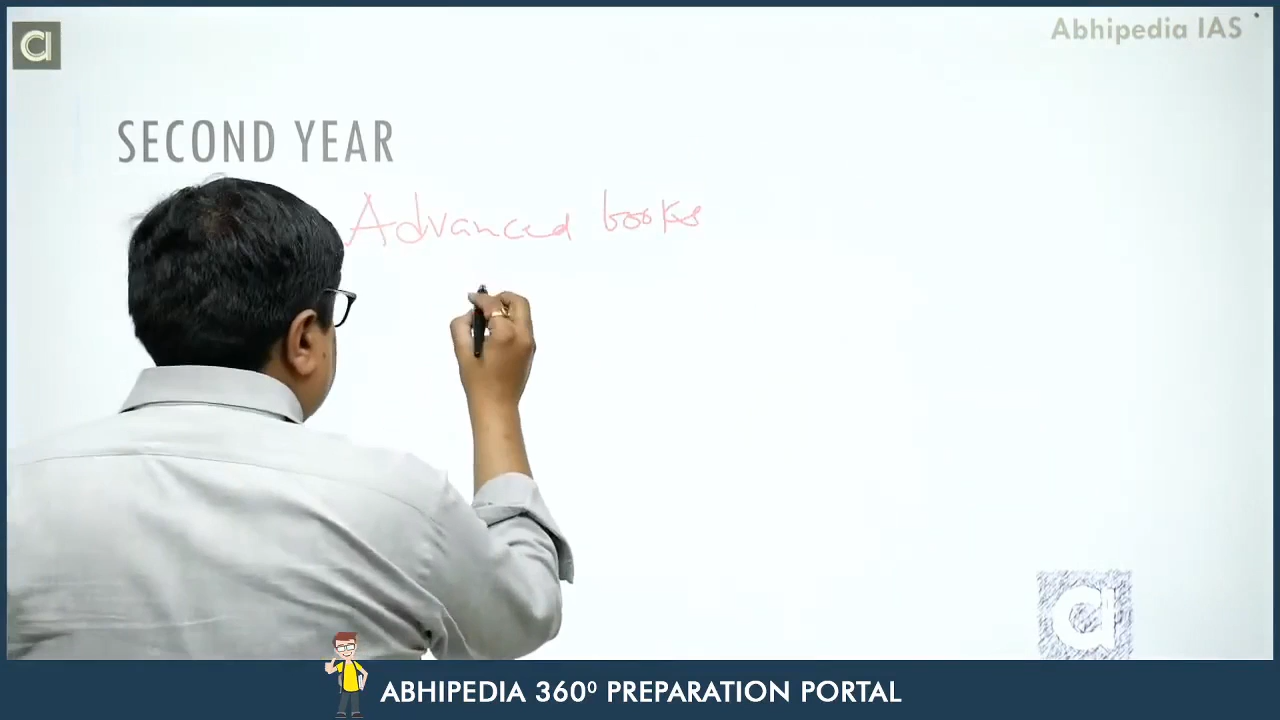 a
Abhipedia IAS
SECOND YEAR
Advanced books
a
ABHIPEDIA 360⁰ PREPARATION PORTAL